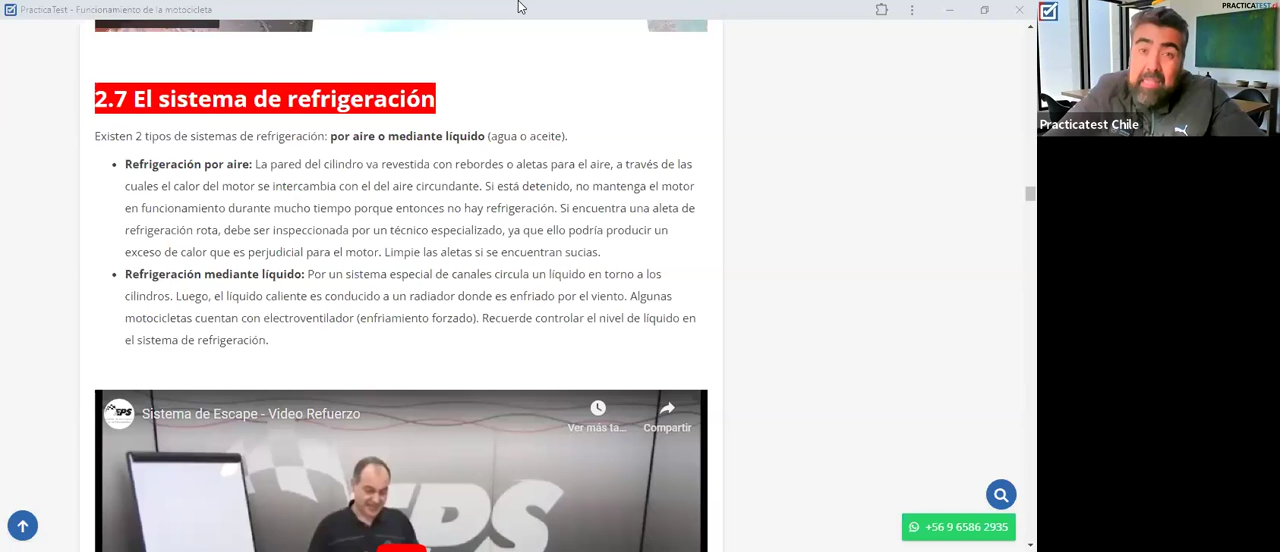 PracticaTest - Funcionamiento de la motocicleta
PRACTICATEST.cl
2.7 El sistema de refrigeración
Existen 2 tipos de sistemas de refrigeración: por aire o mediante líquido (agua o aceite).
Practicatest Chile
• Refrigeración por aire: La pared del cilindro va revestida con rebordes o aletas para el aire, a través de las
cuales el calor del motor se intercambia con el del aire circundante. Si está detenido, no mantenga el motor
en funcionamiento durante mucho tiempo porque entonces no hay refrigeración. Si encuentra una aleta de
refrigeración rota, debe ser inspeccionada por un técnico especializado, ya que ello podría producir un
exceso de calor que es perjudicial para el motor. Limpie las aletas si se encuentran sucias.
• Refrigeración mediante líquido: Por un sistema especial de canales circula un líquido en torno a los
cilindros. Luego, el líquido caliente es conducido a un radiador donde es enfriado por el viento. Algunas
motocicletas cuentan con electroventilador (enfriamiento forzado). Recuerde controlar el nivel de líquido en
el sistema de refrigeración.
EPS
Sistema de Escape - Video Refuerzo
Ver más ta...
Compartir
EPS
+56 9 6586 2935